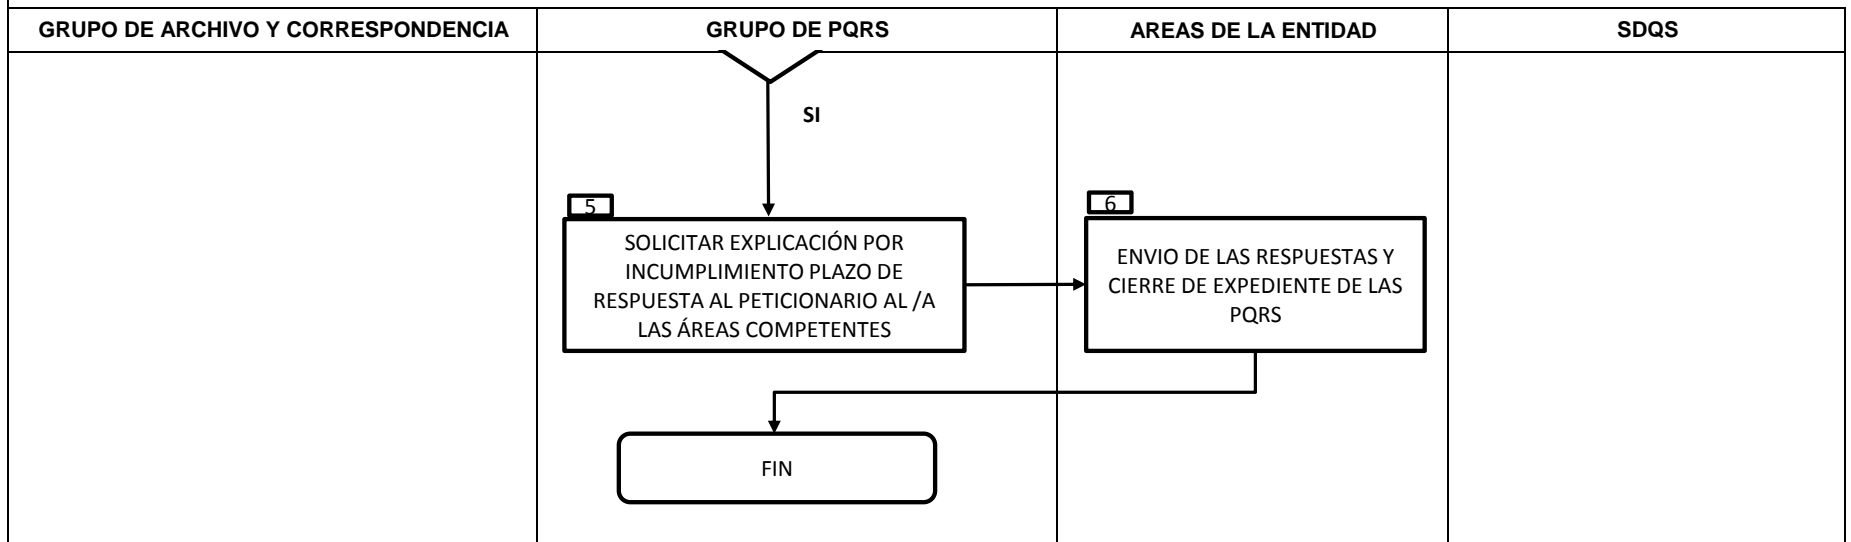 GRUPO DE ARCHIVO Y CORRESPONDENCIA
GRUPO DE PQRS
AREAS DE LA ENTIDAD
SDQS
SI
5
SOLICITAR EXPLICACIÓN POR
INCUMPLIMIENTO PLAZO DE
RESPUESTA AL PETICIONARIO AL /A
LAS ÁREAS COMPETENTES
6
ENVIO DE LAS RESPUESTAS Y
CIERRE DE EXPEDIENTE DE LAS
PQRS
FIN